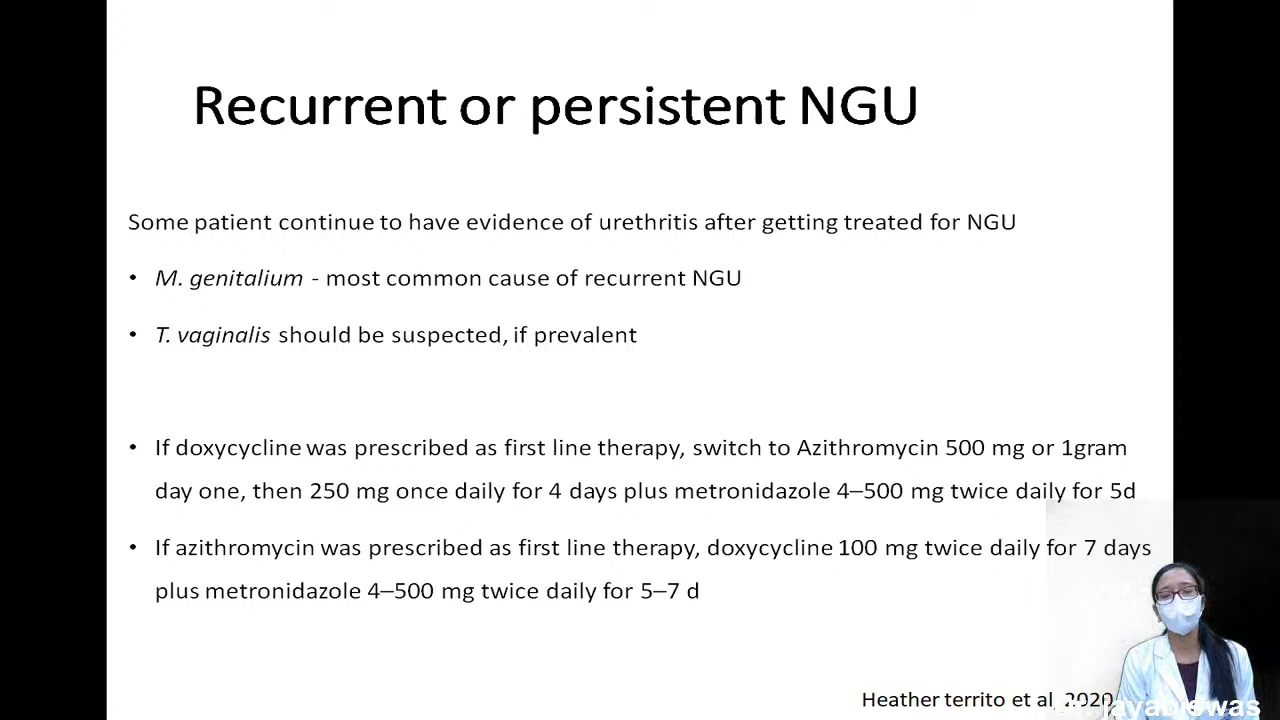 Recurrent or persistent NGU
Some patient continue to have evidence of urethritis after getting treated for NGU
• M. genitalium - most common cause of recurrent NGU
• T. vaginalis should be suspected, if prevalent
• If doxycycline was prescribed as first line therapy, switch to Azithromycin 500 mg or 1gram
day one, then 250 mg once daily for 4 days plus metronidazole 4–500 mg twice daily for 5d
• If azithromycin was prescribed as first line therapy, doxycycline 100 mg twice daily for 7 days
plus metronidazole 4–500 mg twice daily for 5–7 d
Heather territo et al, 2020